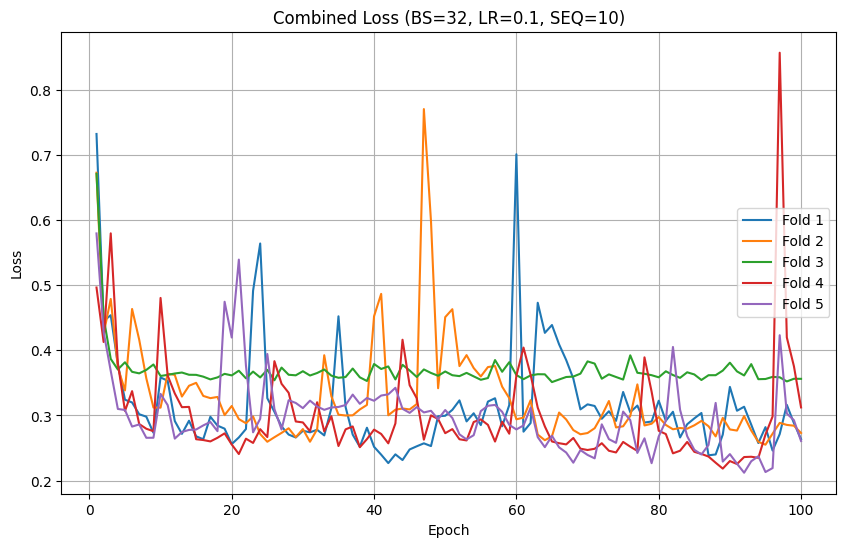 Combined Loss (BS=32, LR=0.1, SEQ=10)
Loss
0.8
0.7
0.6
0.5
0.4
0.3
0.2
Fold 1
Fold 2
Fold 3
Fold 4
Fold 5
0 20 40 60 80 100
Epoch